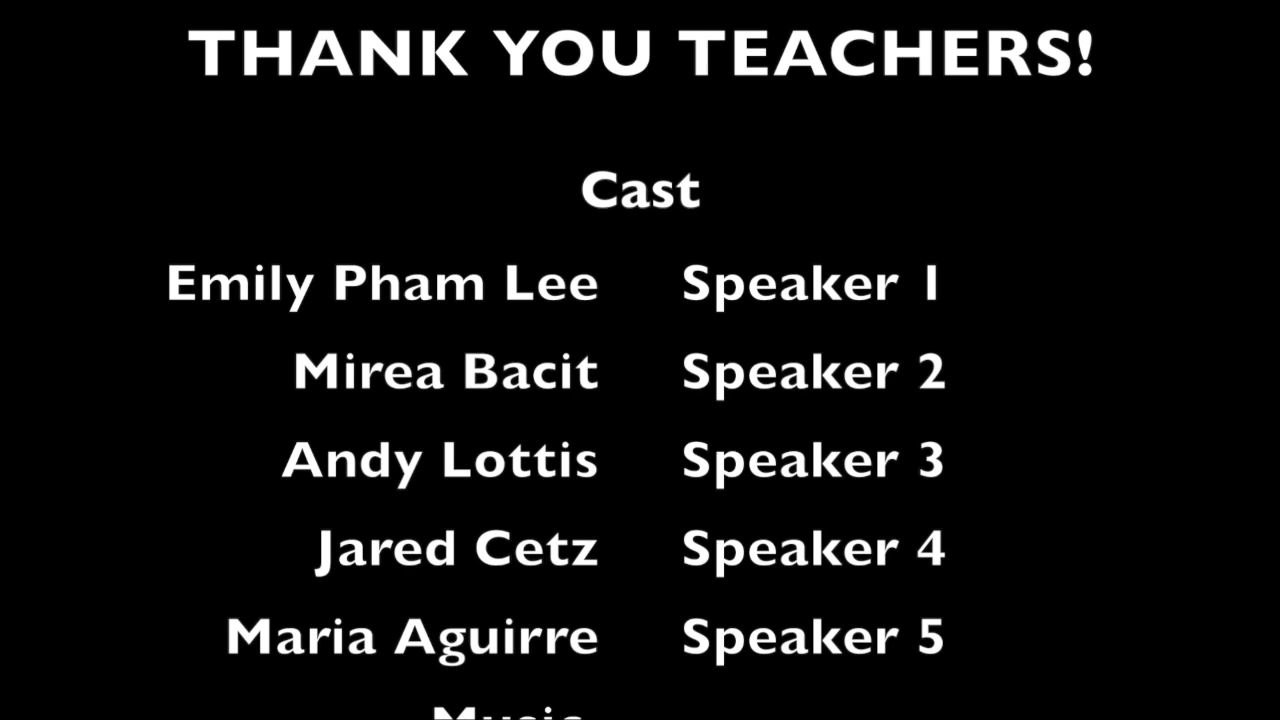 THANK YOU TEACHERS!
Cast
Emily Pham Lee Speaker 1
Mirea Bacit Speaker 2
Andy Lottis Speaker 3
Jared Cetz Speaker 4
Maria Aguirre Speaker 5
Music